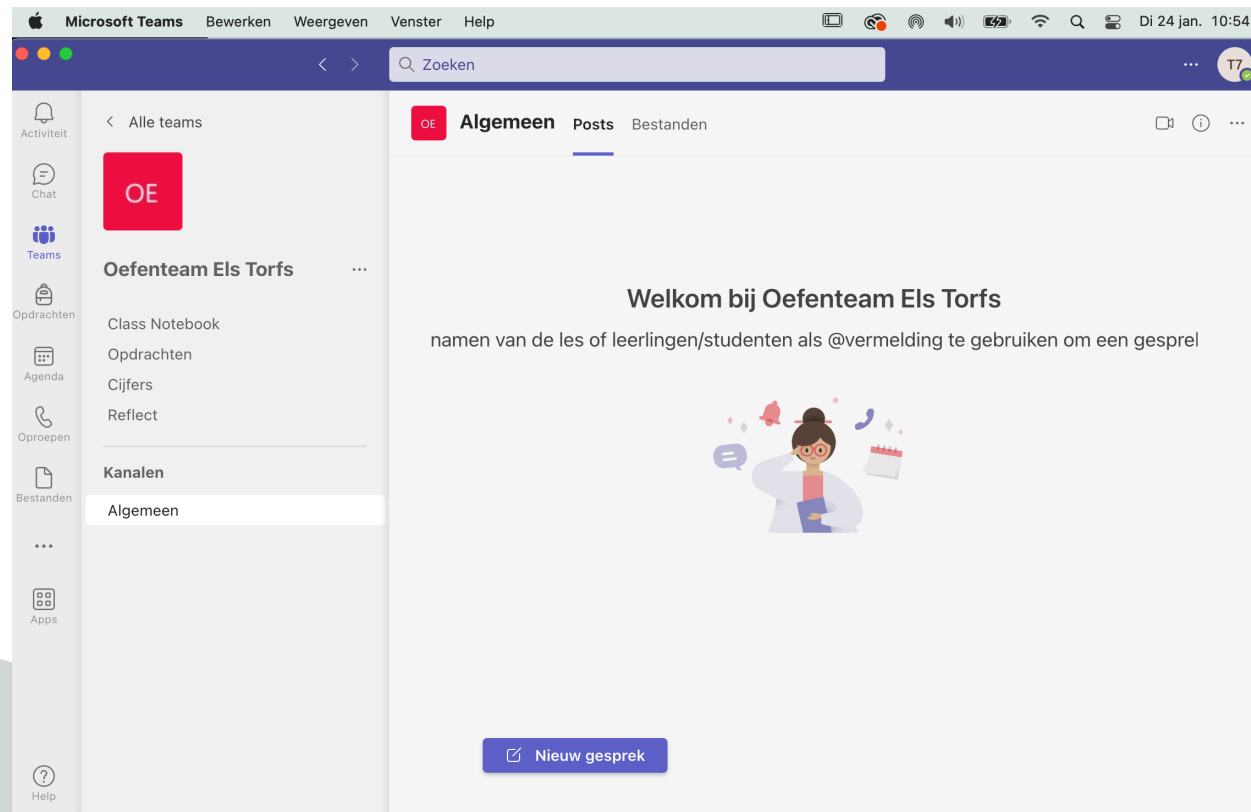 Microsoft Teams Bewerken Weergeven Venster Help Di 24 jan. 10:54
Zoeken
T7
Activiteit
Chat
Teams
Opdrachten
Agenda
Oproepen
Bestanden
Apps
Help
Alle teams
OE
Oefenteam Els Torfs
Class Notebook
Opdrachten
Cijfers
Reflect
Kanalen
Algemeen
OE Algemeen Posts Bestanden
Welkom bij Oefenteam Els Torfs
namen van de les of leerlingen/studenten als @vermelding te gebruiken om een gesprel
Nieuw gesprek